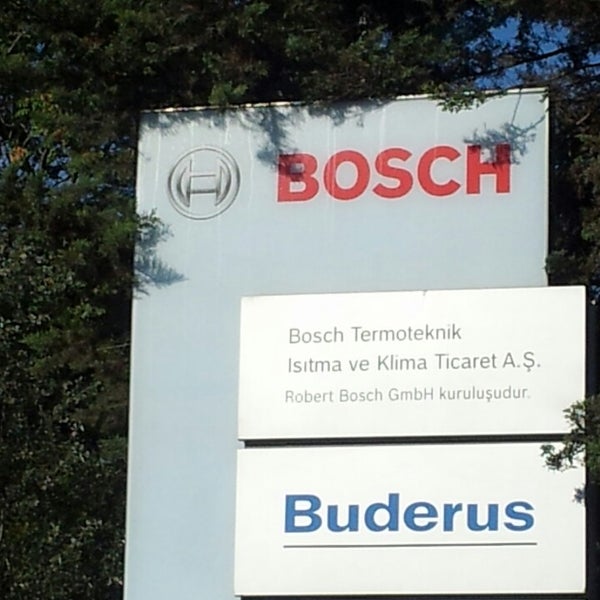 BOSCH
Bosch Termoteknik
Isıtma ve Klima Ticaret A.Ş.
Robert Bosch GmbH kuruluşudur.
Buderus